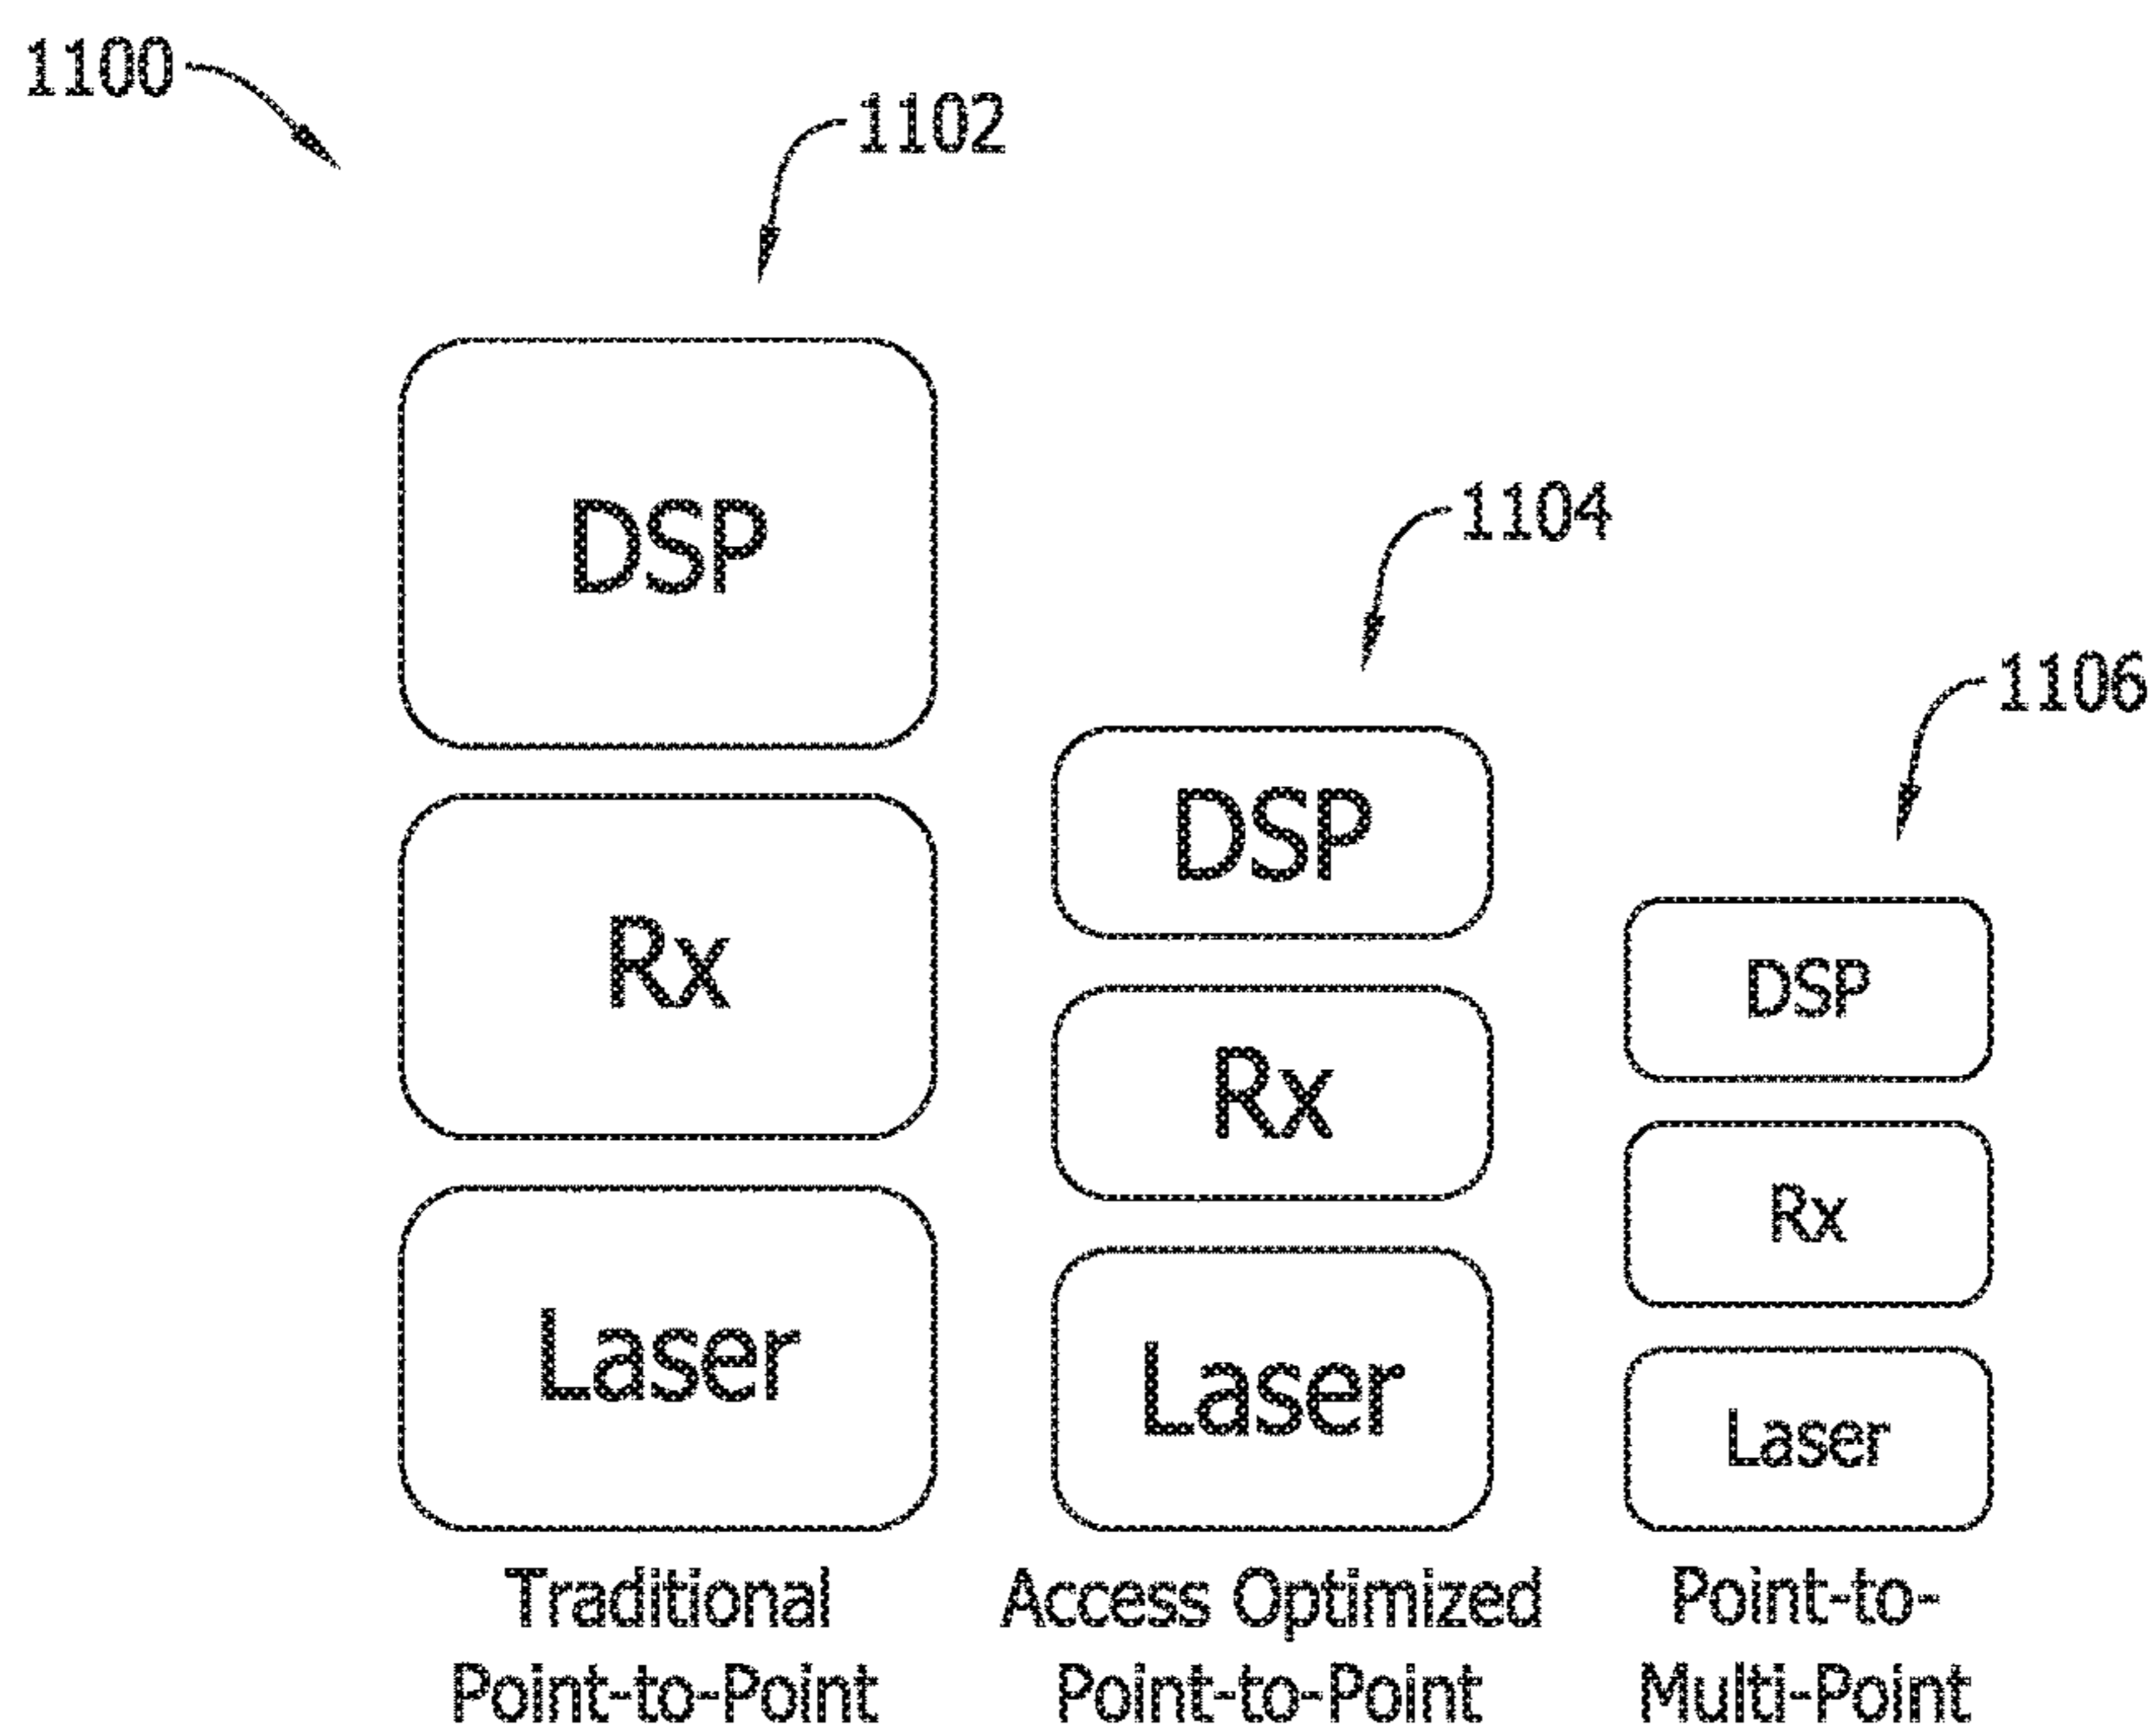 1100
1102
DSP
Rx
Laser
Traditional
Point-to-Point
1104
DSP
Rx
Laser
Access Optimized
Point-to-Point
1106
DSP
Rx
Laser
Point-to-
Multi-Point